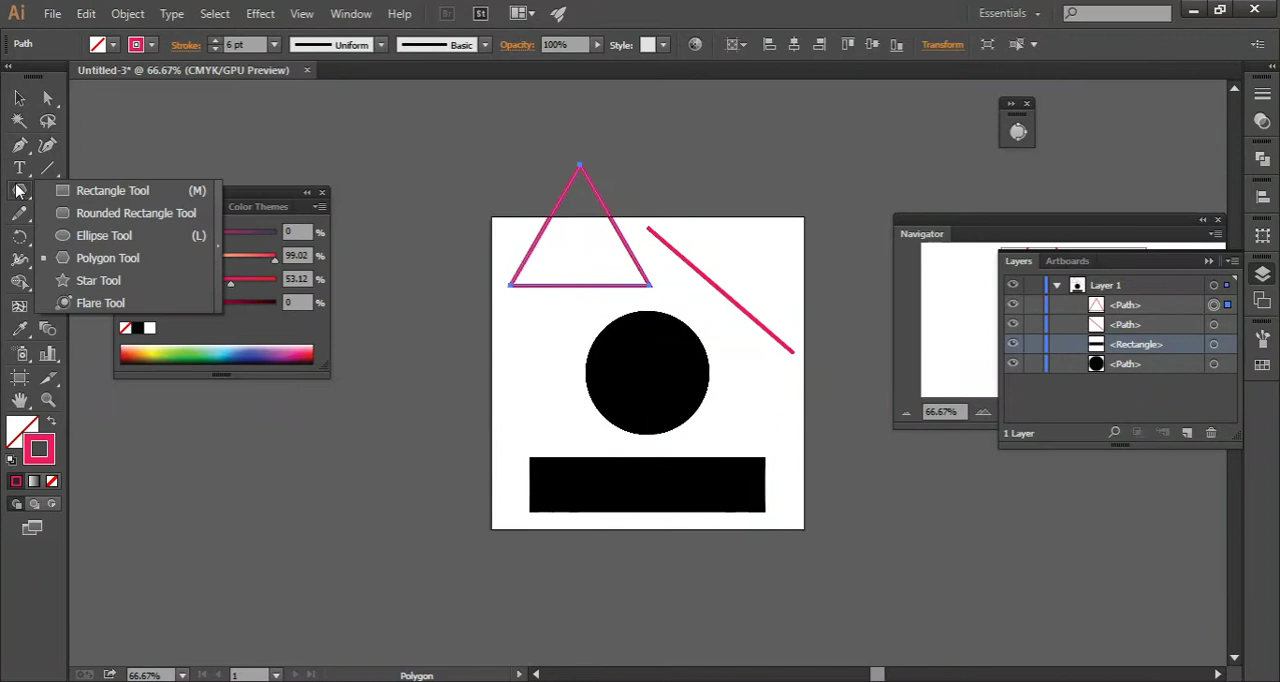 Ai File Edit Object Type Select Effect View Window Help Br St Essentials
Path Stroke: 6 pt Uniform Basic Opacity: 100% Style: Transform
Untitled-3* @ 66.67% (CMYK/GPU Preview)
T
Rectangle Tool (M)
Rounded Rectangle Tool
Ellipse Tool (L)
Polygon Tool
Star Tool
Flare Tool
Color Themes
0 %
99.02 %
53.12 %
0 %
Navigator
66.67%
Layers Artboards
Layer 1
<Path>
<Path>
<Rectangle>
<Path>
1 Layer
66.67% 1 Polygon